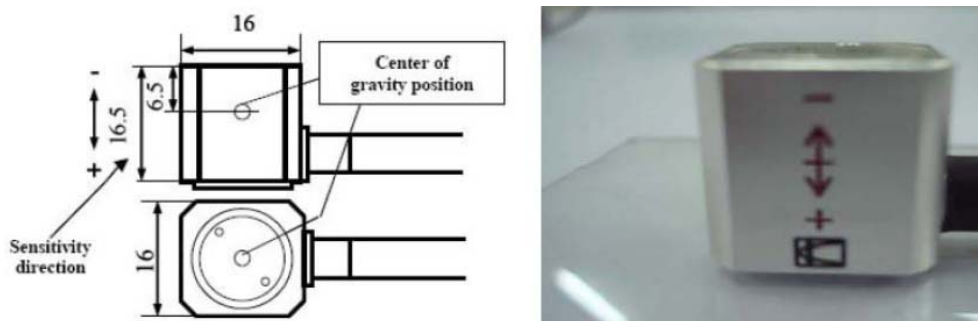 16
Center of
gravity position
-
+
16.5
6.5
Sensitivity
direction
16
-
+